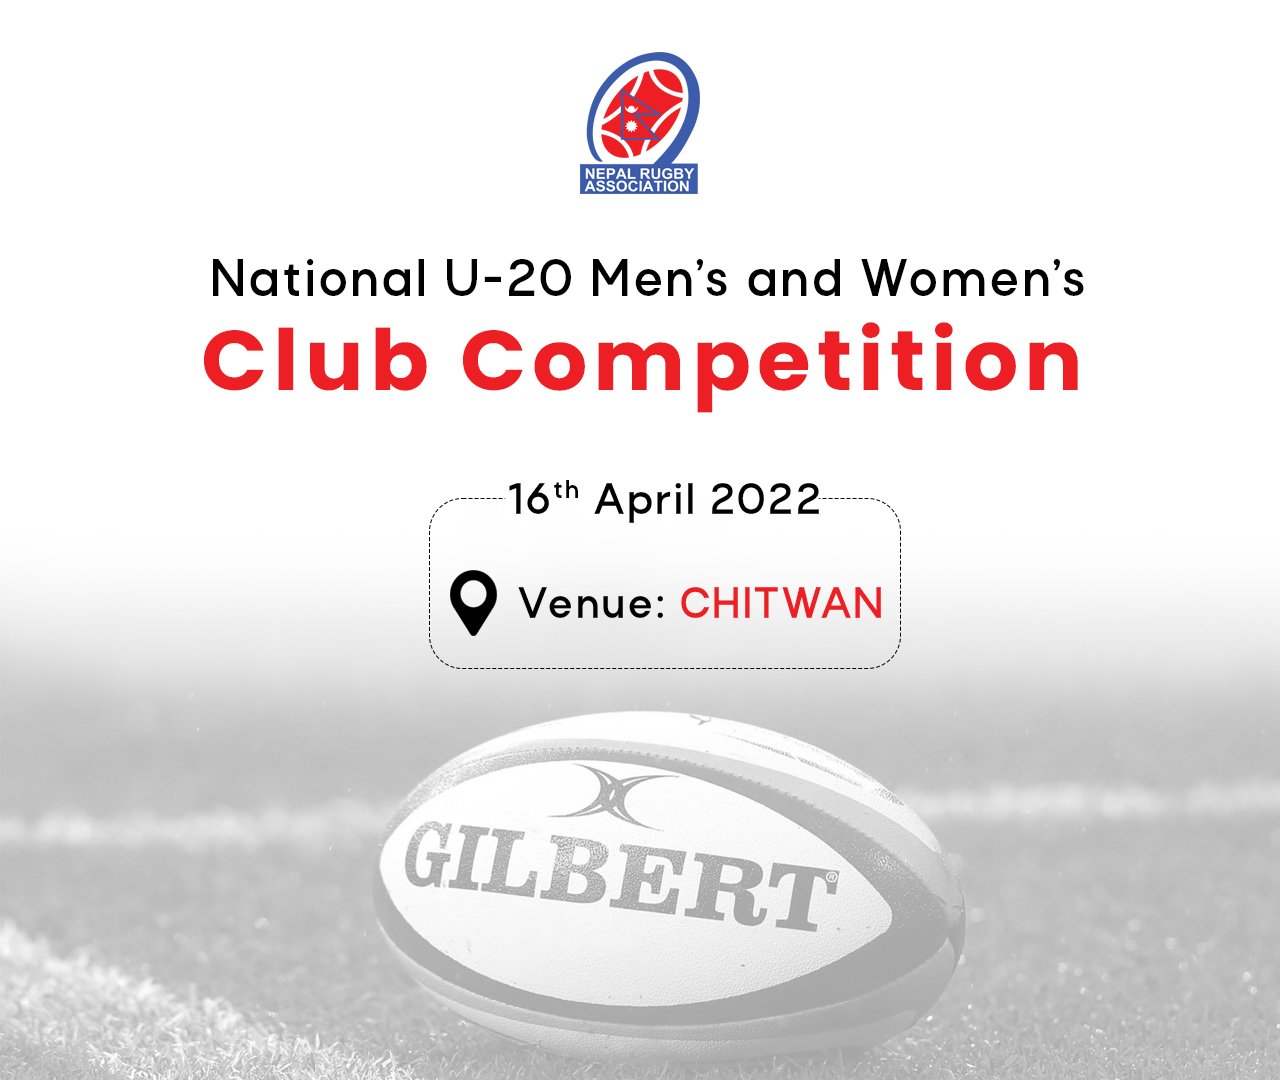 NEPAL RUGBY
ASSOCIATION
National U-20 Men's and Women's
Club Competition
16th April 2022
Venue: CHITWAN
GILBERT®